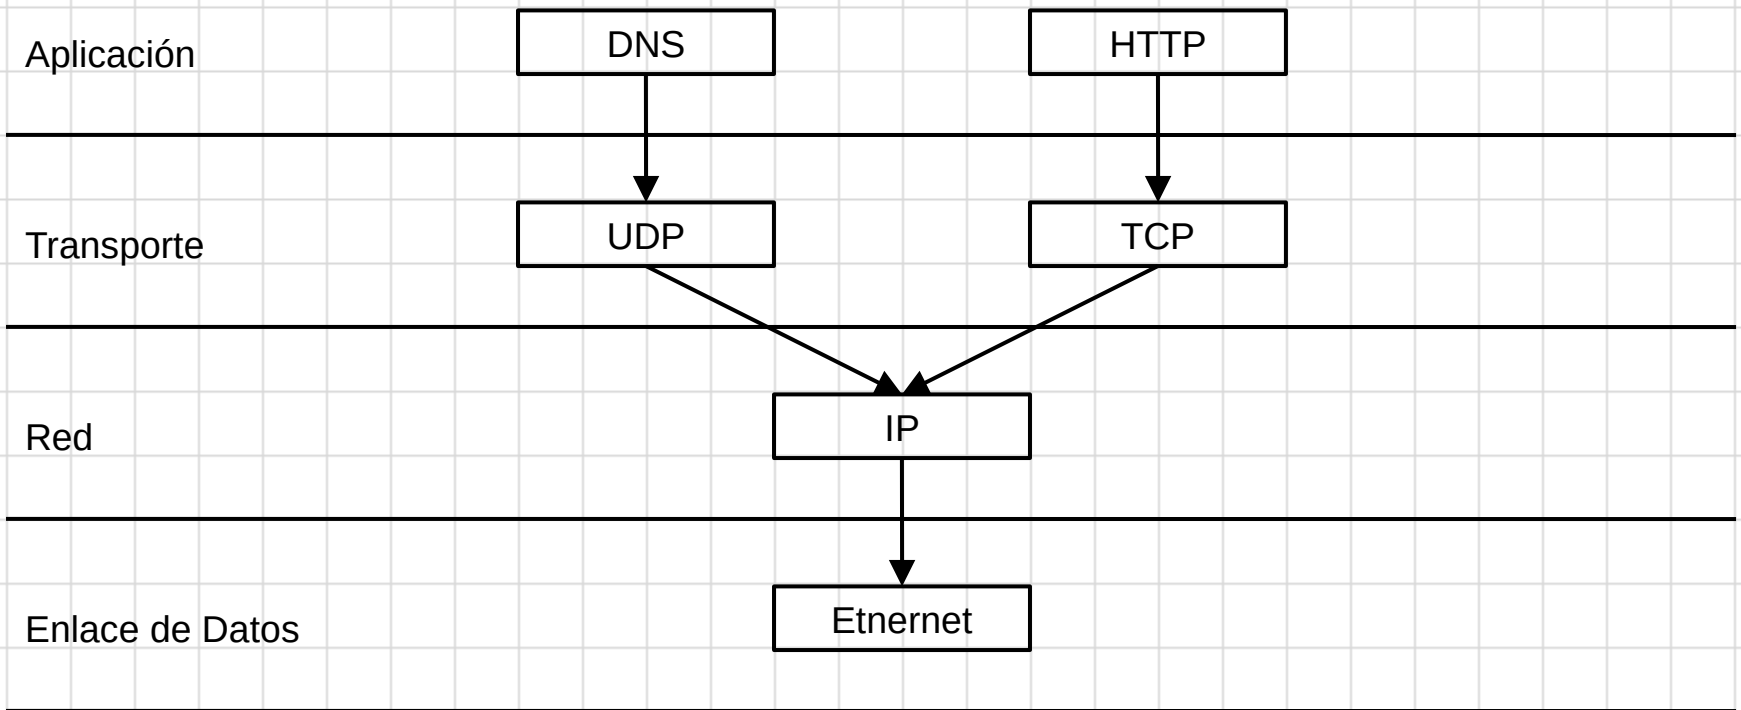 Aplicación
DNS
HTTP
Transporte
UDP
TCP
Red
IP
Enlace de Datos
Etnernet